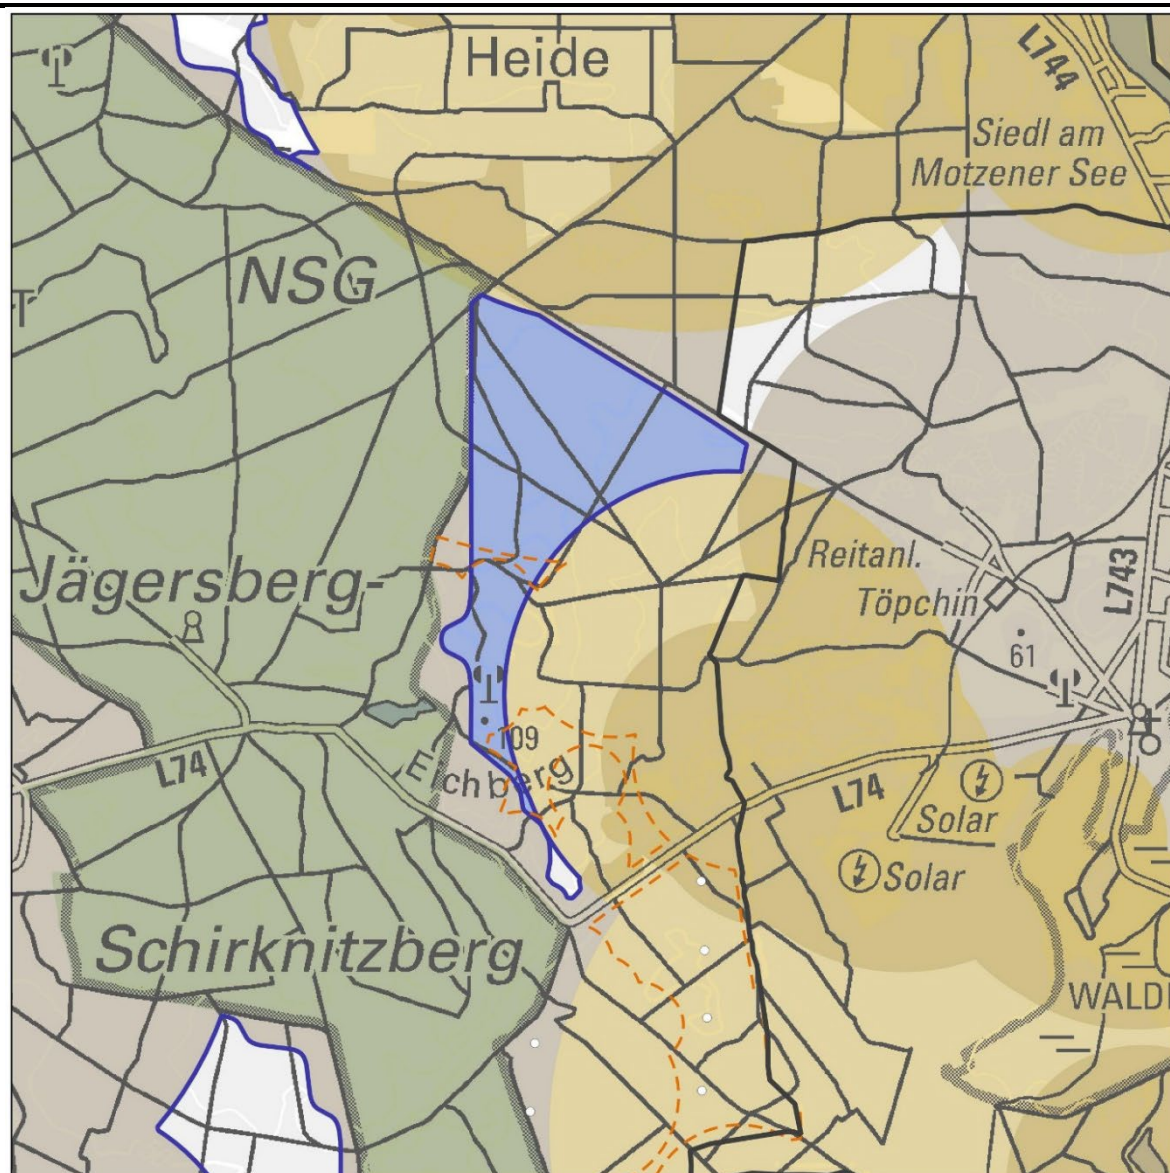 Heide
L744
Siedl am
Motzener See
NSG
T
Jägersberg-
Reitanl.
Töpchin
L743
61
109
Eichberg
L74
L74
Solar
Solar
Schirknitzberg
WALD